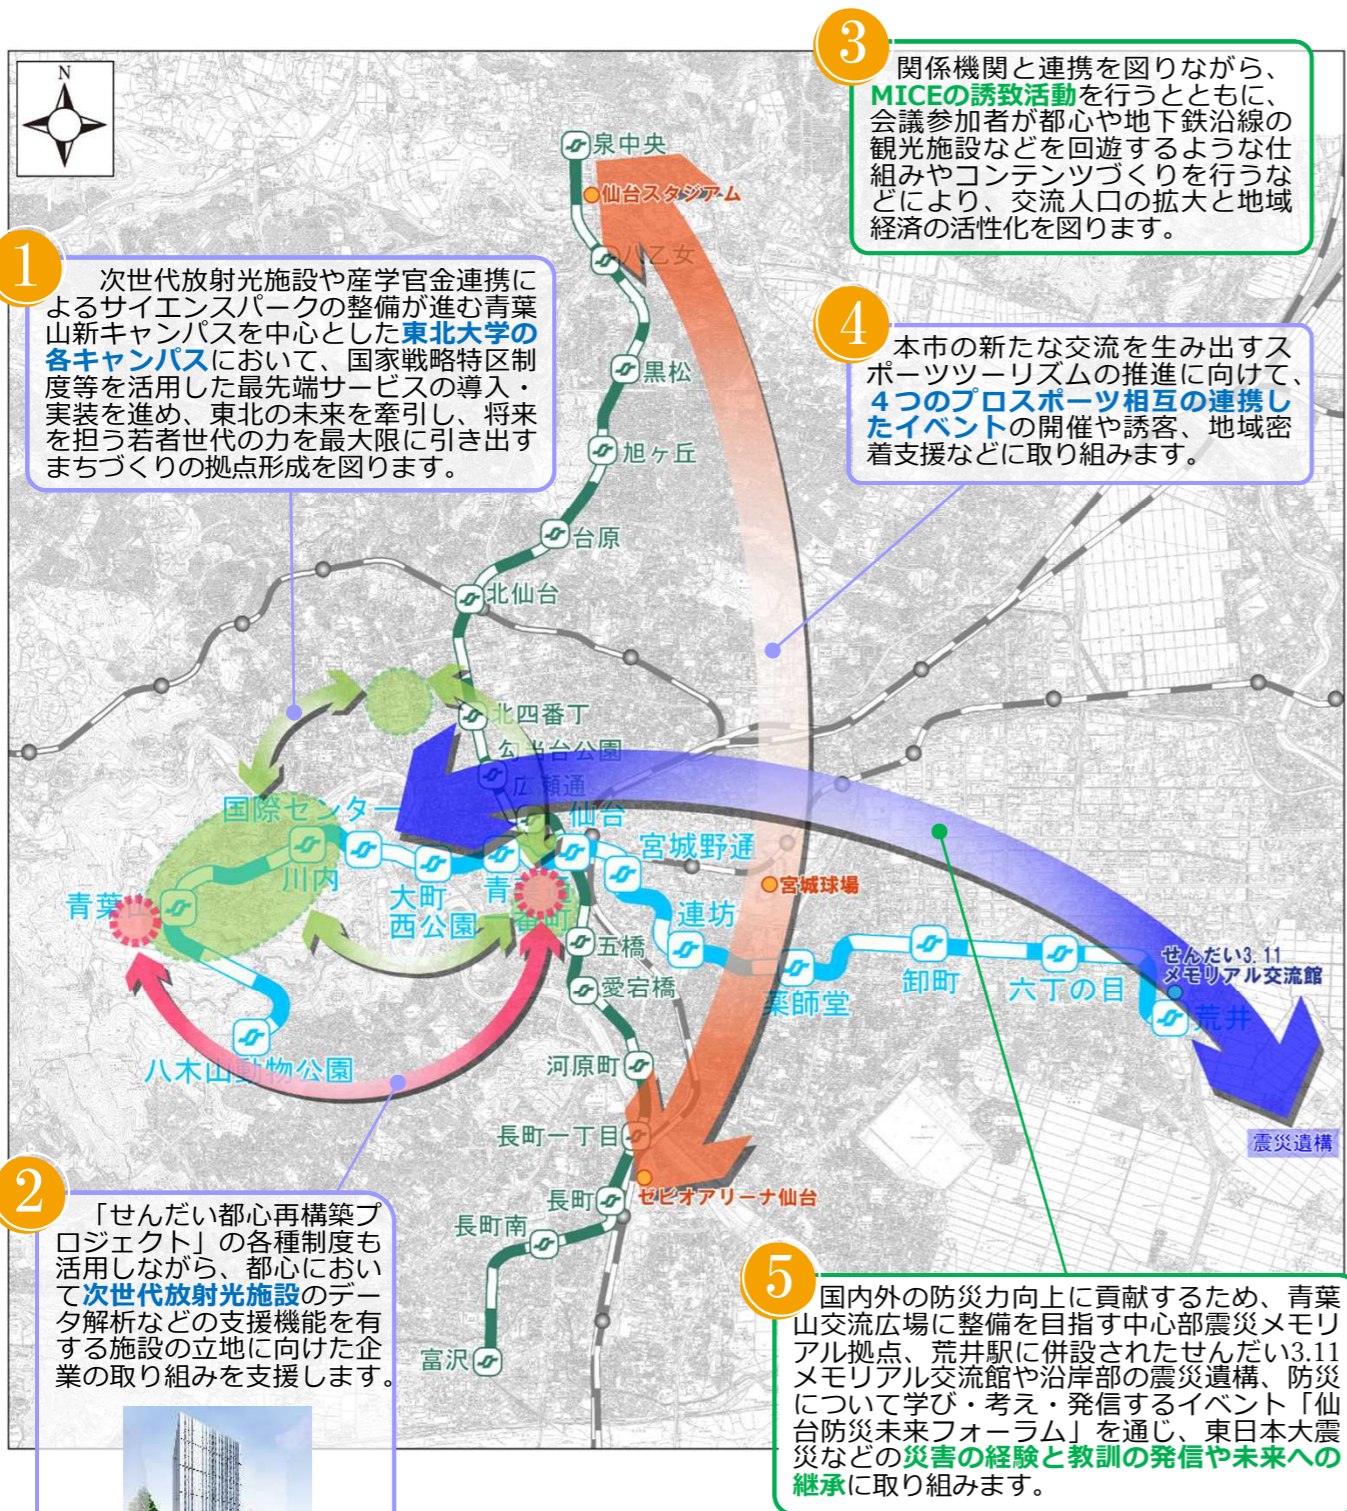 N
3
関係機関と連携を図りながら、
MICEの誘致活動を行うとともに、
会議参加者が都心や地下鉄沿線の
観光施設などを回遊するような仕
組みやコンテンツづくりを行うな
どにより、交流人口の拡大と地域
経済の活性化を図ります。
1
次世代放射光施設や産学官金連携に
よるサイエンスパークの整備が進む青葉
山新キャンパスを中心とした東北大学の
各キャンパスにおいて、国家戦略特区制
度等を活用した最先端サービスの導入・
実装を進め、東北の未来を牽引し、将来
を担う若者世代の力を最大限に引き出す
まちづくりの拠点形成を図ります。
4
本市の新たな交流を生み出すス
ポーツツーリズムの推進に向けて、
４つのプロスポーツ相互の連携し
たイベントの開催や誘客、地域密
着支援などに取り組みます。
泉中央
仙台スタジアム
八乙女
黒松
旭ヶ丘
台原
北仙台
北四番丁
勾当台公園
広瀬通
国際センター
仙台
宮城野通
川内
大町
西公園
青
一番町
青葉山
宮城球場
連坊
五橋
愛宕橋
薬師堂
卸町
六丁の目
せんだい3.11
メモリアル交流館
荒井
八木山動物公園
河原町
長町一丁目
震災遺構
ゼビオアリーナ仙台
長町
長町南
富沢
2
「せんだい都心再構築プ
ロジェクト」の各種制度も
活用しながら、都心におい
て次世代放射光施設のデー
タ解析などの支援機能を有
する施設の立地に向けた企
業の取り組みを支援します。
5
国内外の防災力向上に貢献するため、青葉
山交流広場に整備を目指す中心部震災メモリ
アル拠点、荒井駅に併設されたせんだい3.11
メモリアル交流館や沿岸部の震災遺構、防災
について学び・考え・発信するイベント「仙
台防災未来フォーラム」を通じ、東日本大震
災などの災害の経験と教訓の発信や未来への
継承に取り組みます。